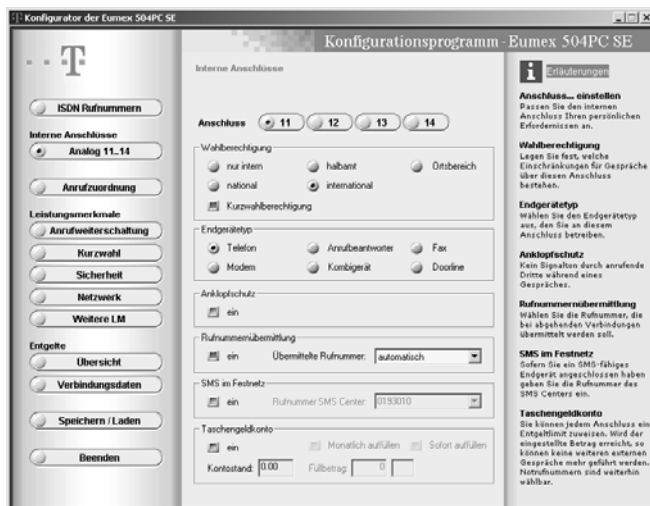 Konfigurator der Eumex 504PC SE
Konfigurationsprogramm - Eumex 504PC SE
T
ISDN Rufnummern
Interne Anschlüsse
Analog 11..14
Anrufzuordnung
Leistungsmerkmale
Anrufweiterschaltung
Kurzwahl
Sicherheit
Netzwerk
Weitere LM
Entgelte
Übersicht
Verbindungsdaten
Speichern / Laden
Beenden
Interne Anschlüsse
Anschluss 11 12 13 14
Wahlberechtigung
nur intern halbamt Ortsbereich
national international
Kurzwahlberechtigung
Endgerätetyp
Telefon Anrufbeantworter Fax
Modem Kombigerät Doorline
Anklopfschutz
ein
Rufnummernübermittlung
ein Übermittelte Rufnummer: automatisch
SMS im Festnetz
ein Rufnummer SMS Center: 0193010
Taschengeldkonto
ein Monatlich auffüllen Sofort auffüllen
Kontostand: 0.00 Füllbetrag: 0
i Erläuterungen
Anschluss... einstellen
Passen Sie den internen
Anschluss Ihren persönlichen
Erfordernissen an.
Wahlberechtigung
Legen Sie fest, welche
Einschränkungen für Gespräche
über diesen Anschluss
bestehen.
Endgerätetyp
Wählen Sie den Endgerätetyp
aus, den Sie an diesem
Anschluss betreiben.
Anklopfschutz
Kein Signalton durch anrufende
Dritte während eines
Gespräches.
Rufnummernübermittlung
Wählen Sie die Rufnummer, die
bei abgehenden Verbindungen
übermittelt werden soll.
SMS im Festnetz
Sofern Sie ein SMS-fähiges
Endgerät angeschlossen haben
geben Sie die Rufnummer des
SMS Centers ein.
Taschengeldkonto
Sie können jedem Anschluss ein
Entgeltlimit zuweisen. Wird der
eingestellte Betrag erreicht, so
können keine weiteren externen
Gespräche mehr geführt werden.
Notrufnummern sind weiterhin
wählbar.